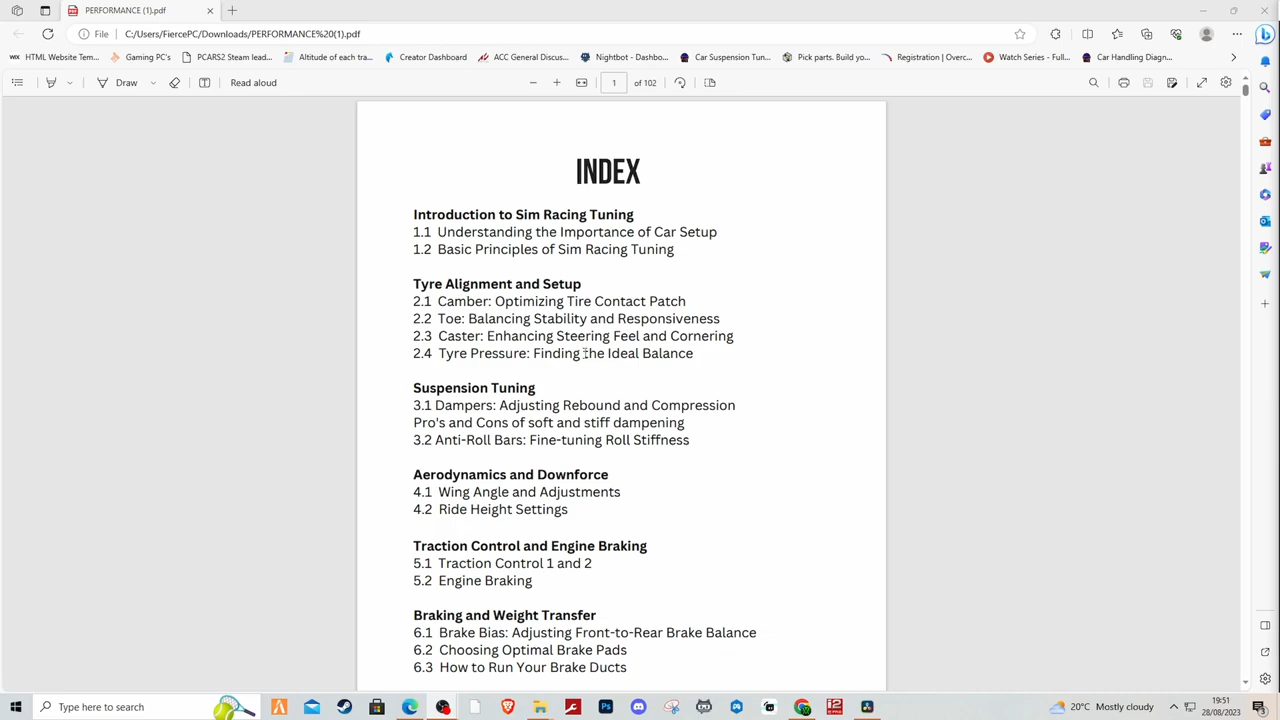 PERFORMANCE (1).pdf
File C:/Users/FiercePC/Downloads/PERFORMANCE%20(1).pdf
HTML Website Tem... Gaming PC's PCARS2 Steam lead... Altitude of each tra... Creator Dashboard ACC General Discus... Nightbot - Dashbo... Car Suspension Tun... Pick parts. Build yo... Registration | Overc... Watch Series - Full... Car Handling Diagn...
Draw Read aloud 1 of 102
INDEX
Introduction to Sim Racing Tuning
1.1 Understanding the Importance of Car Setup
1.2 Basic Principles of Sim Racing Tuning
Tyre Alignment and Setup
2.1 Camber: Optimizing Tire Contact Patch
2.2 Toe: Balancing Stability and Responsiveness
2.3 Caster: Enhancing Steering Feel and Cornering
2.4 Tyre Pressure: Finding the Ideal Balance
Suspension Tuning
3.1 Dampers: Adjusting Rebound and Compression
Pro's and Cons of soft and stiff dampening
3.2 Anti-Roll Bars: Fine-tuning Roll Stiffness
Aerodynamics and Downforce
4.1 Wing Angle and Adjustments
4.2 Ride Height Settings
Traction Control and Engine Braking
5.1 Traction Control 1 and 2
5.2 Engine Braking
Braking and Weight Transfer
6.1 Brake Bias: Adjusting Front-to-Rear Brake Balance
6.2 Choosing Optimal Brake Pads
6.3 How to Run Your Brake Ducts
Type here to search 20°C Mostly cloudy 19:51
28/08/2023